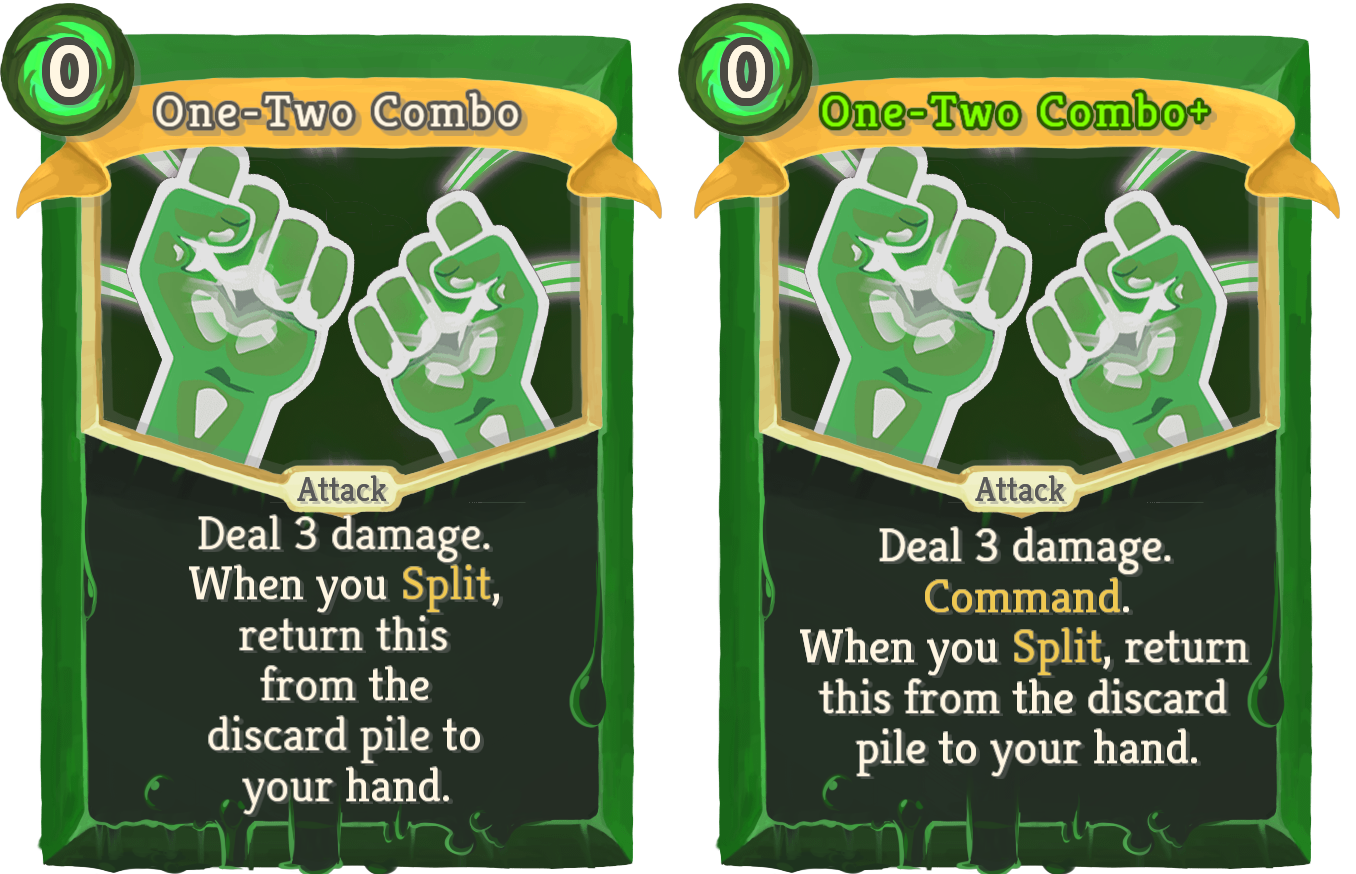 0
One-Two Combo
Attack
Deal 3 damage.
When you Split,
return this
from the
discard pile to
your hand.
0
One-Two Combo+
Attack
Deal 3 damage.
Command.
When you Split, return
this from the discard
pile to your hand.